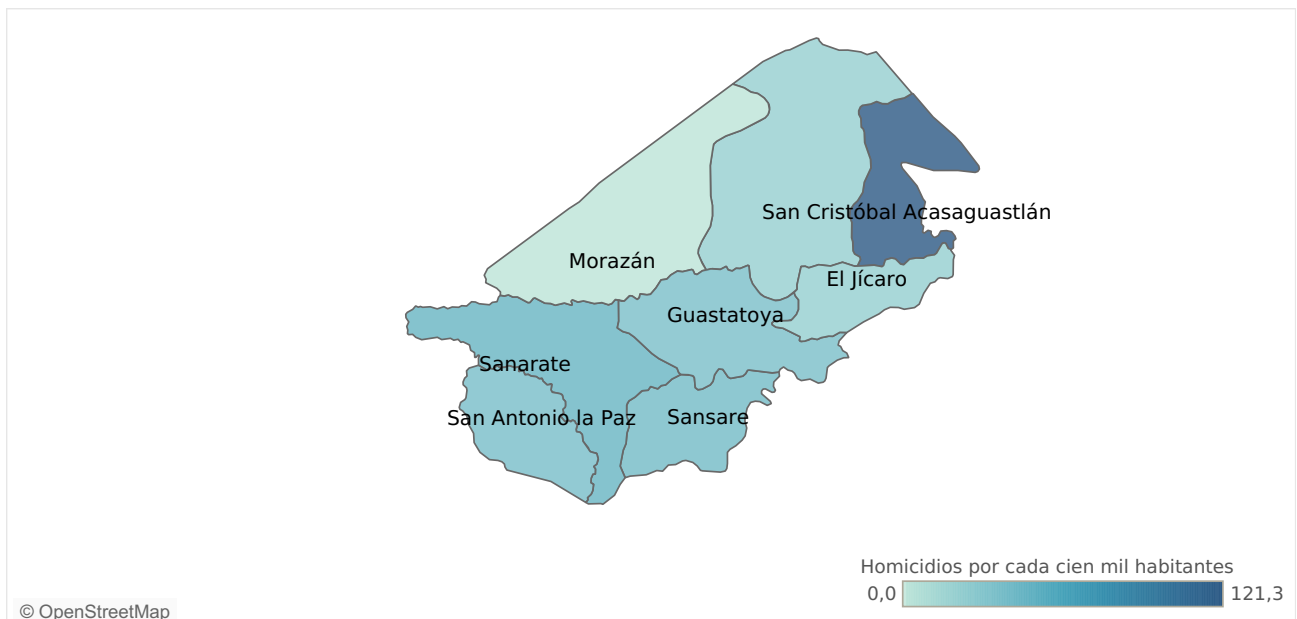 San Cristóbal Acasaguastlán
Morazán
El Jícaro
Guastatoya
Sanarate
San Antonio la Paz
Sansare
Homicidios por cada cien mil habitantes
0,0
121,3
© OpenStreetMap